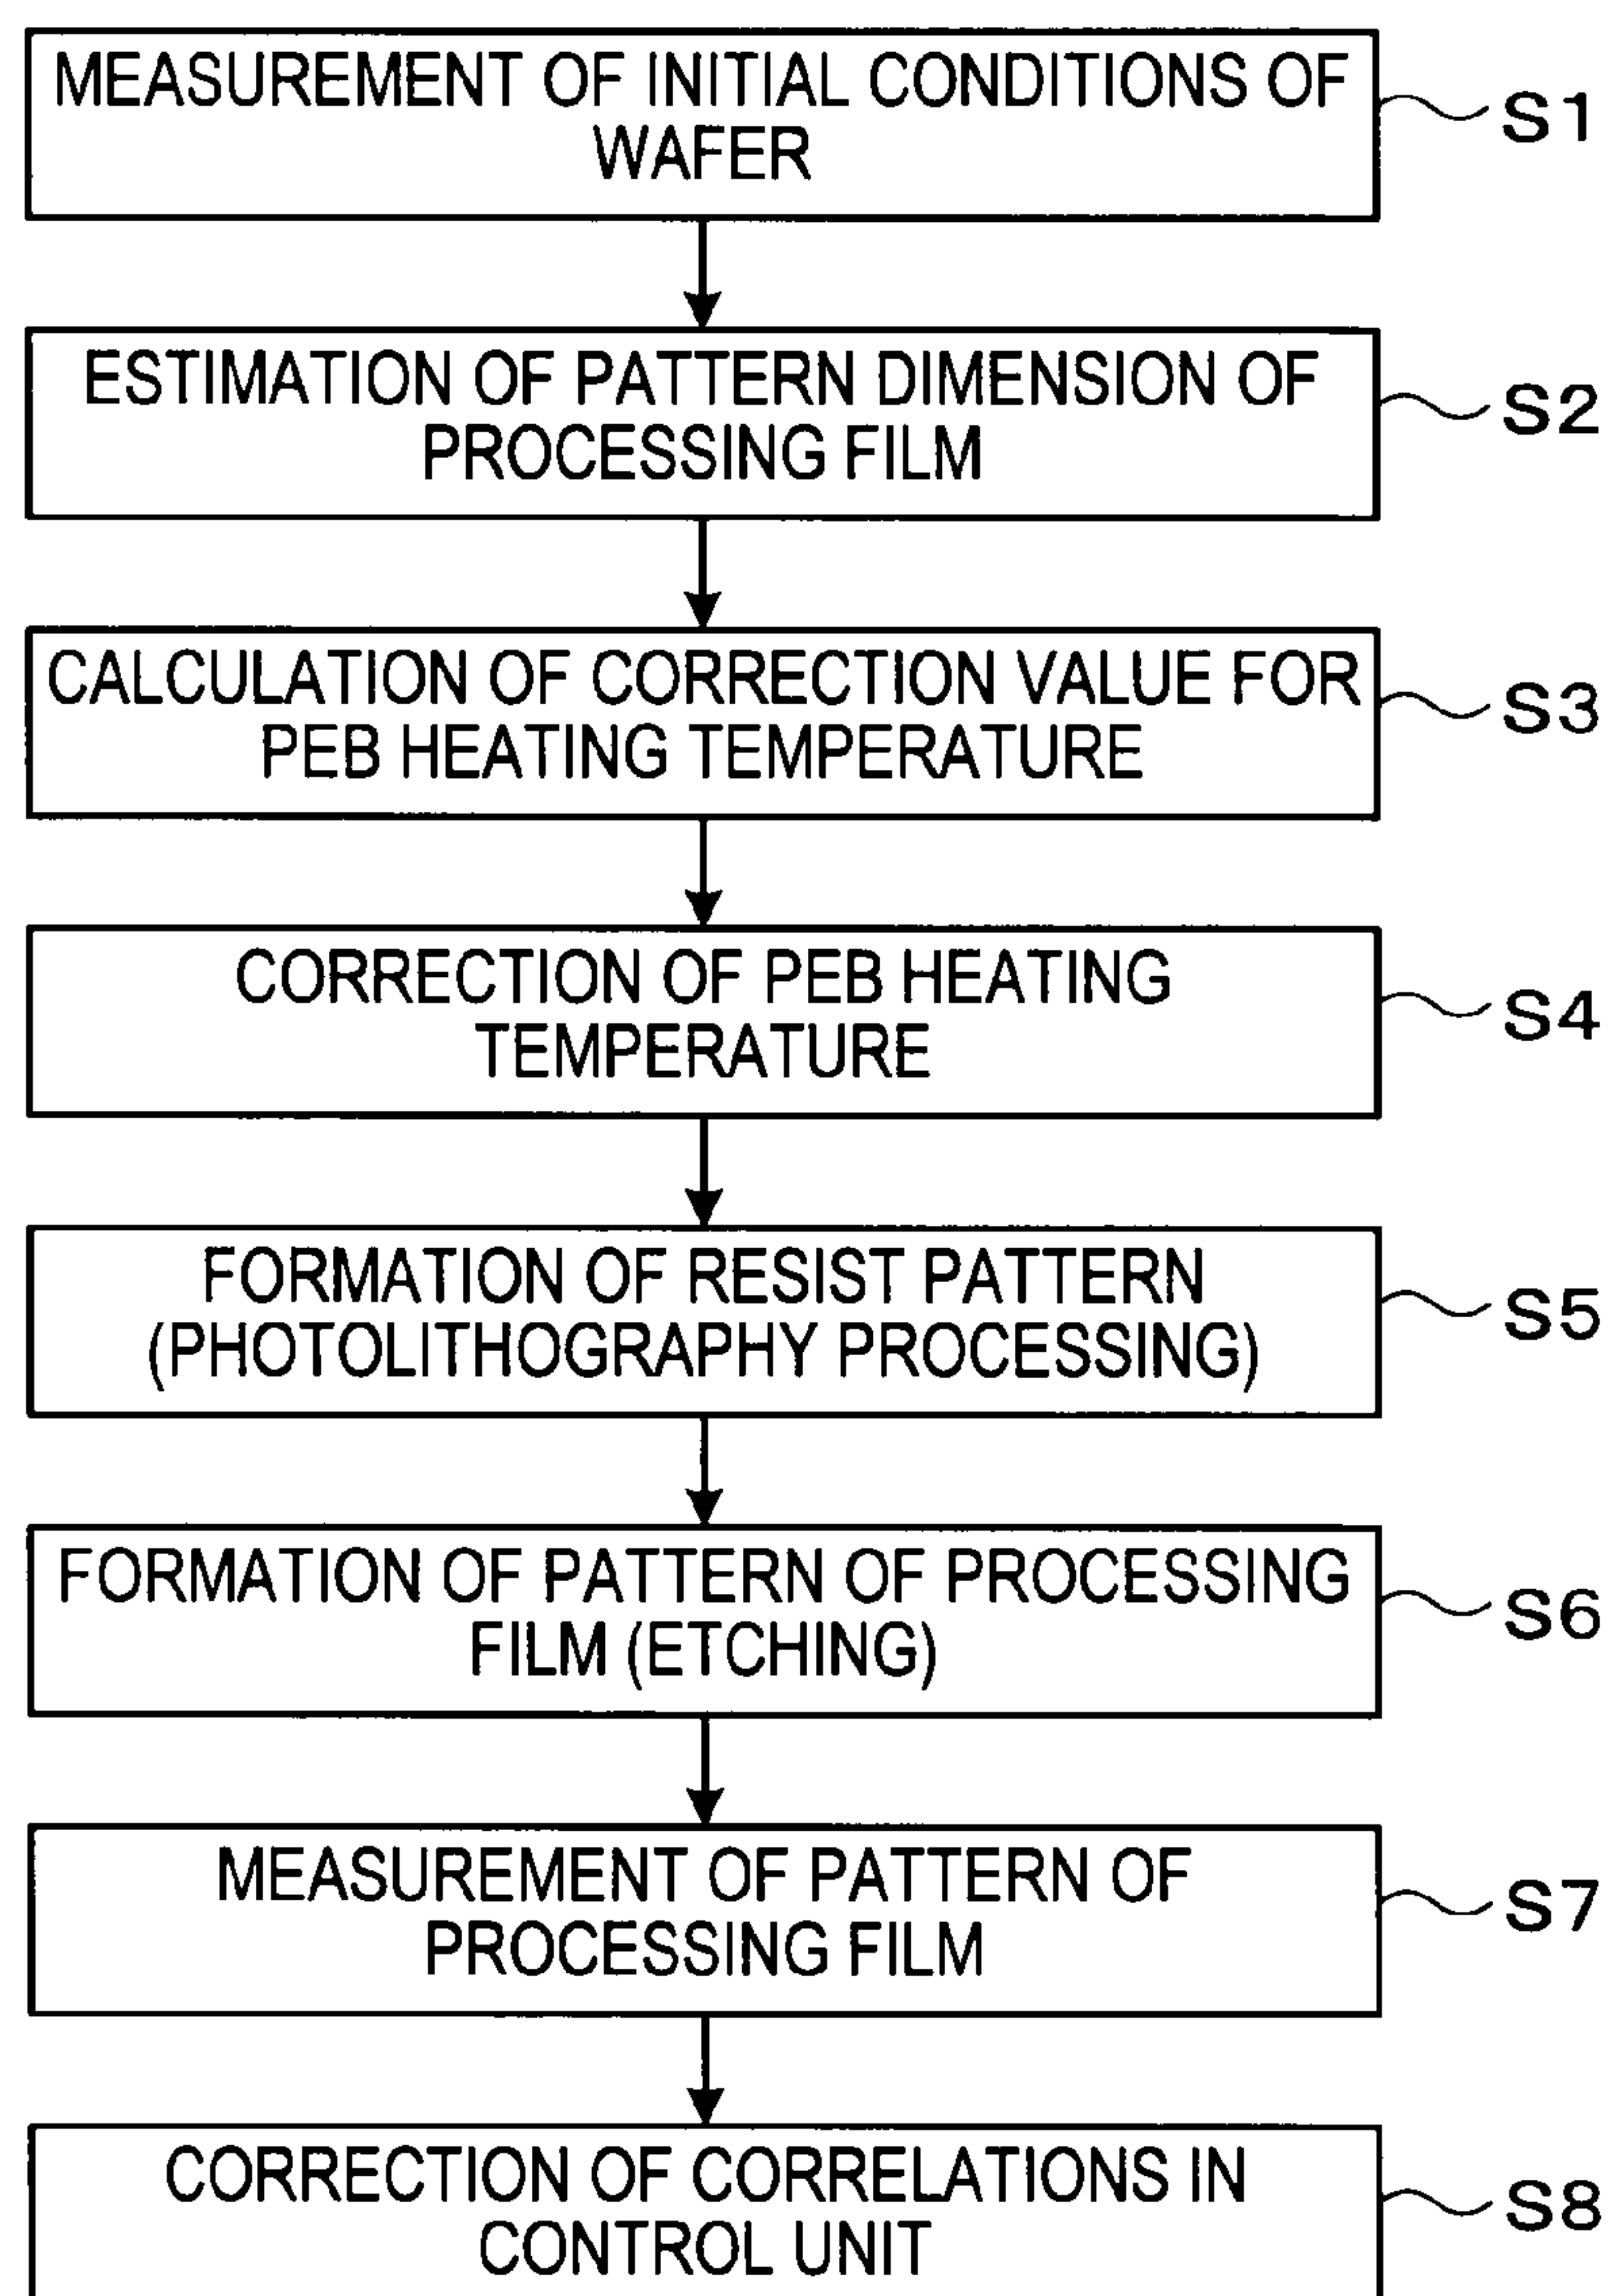 MEASUREMENT OF INITIAL CONDITIONS OF
WAFER
S1
ESTIMATION OF PATTERN DIMENSION OF
PROCESSING FILM
S2
CALCULATION OF CORRECTION VALUE FOR
PEB HEATING TEMPERATURE
S3
CORRECTION OF PEB HEATING
TEMPERATURE
S4
FORMATION OF RESIST PATTERN
(PHOTOLITHOGRAPHY PROCESSING)
S5
FORMATION OF PATTERN OF PROCESSING
FILM (ETCHING)
S6
MEASUREMENT OF PATTERN OF
PROCESSING FILM
S7
CORRECTION OF CORRELATIONS IN
CONTROL UNIT
S8